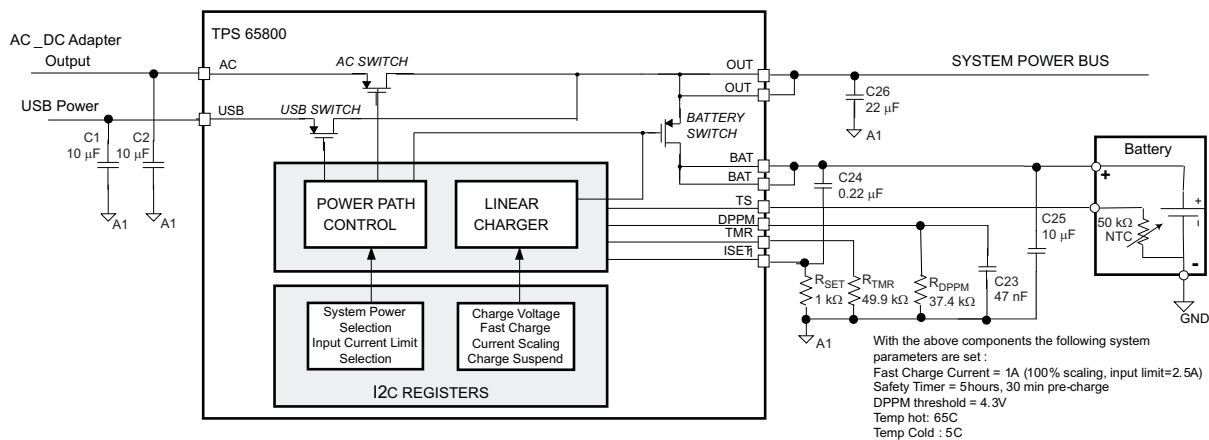 TPS 65800
AC _DC Adapter
Output
AC
AC SWITCH
OUT
SYSTEM POWER BUS
OUT
USB Power
USB
USB SWITCH
C1
10 μF
C2
10 μF
A1
A1
BATTERY
SWITCH
C26
22 μF
A1
BAT
BAT
C24
0.22 μF
Battery
+
+
-
-
50 kΩ
NTC
GND
POWER PATH
CONTROL
LINEAR
CHARGER
TS
DPPM
TMR
ISET1
C25
10 μF
RSET
1 kΩ
RTMR
49.9 kΩ
RDPPM
37.4 kΩ
C23
47 nF
A1
System Power
Selection
Input Current Limit
Selection
Charge Voltage
Fast Charge
Current Scaling
Charge Suspend
I2C REGISTERS
With the above components the following system
parameters are set :
Fast Charge Current = 1A (100% scaling, input limit=2.5A)
Safety Timer = 5hours, 30 min pre-charge
DPPM threshold = 4.3V
Temp hot: 65C
Temp Cold : 5C